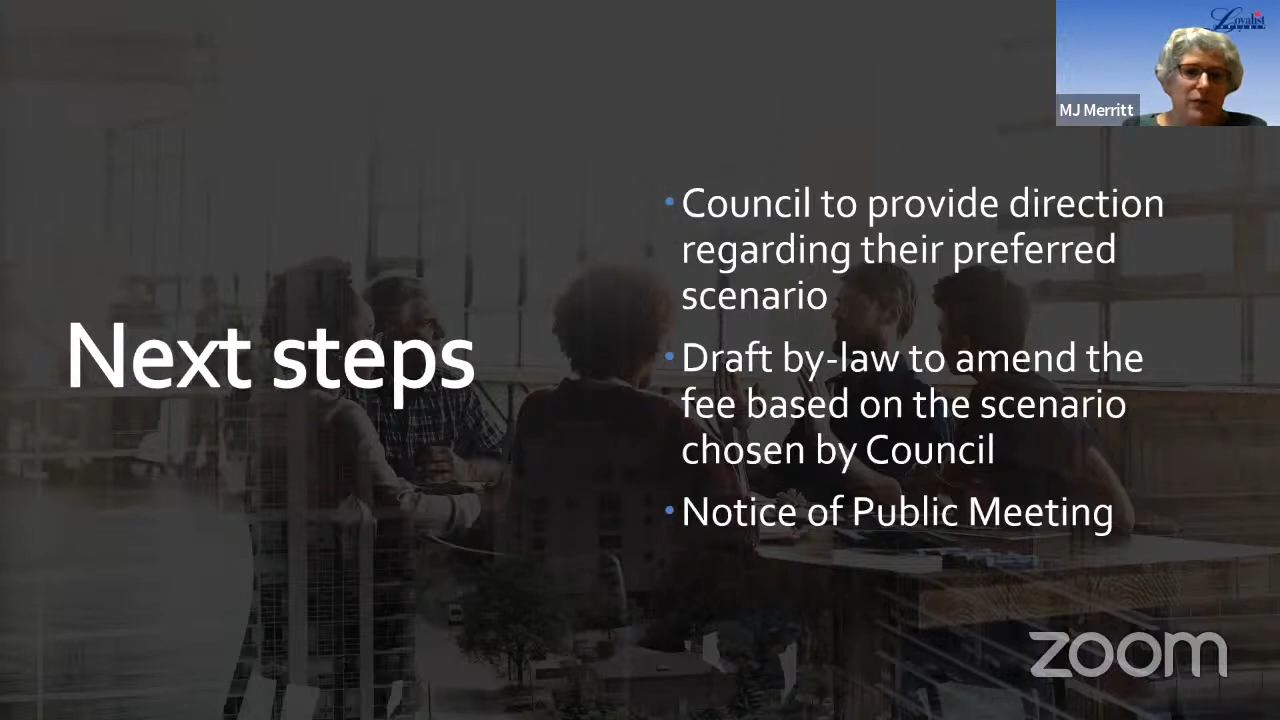 Loyalist
MJ Merritt
Next steps
• Council to provide direction
regarding their preferred
scenario
• Draft by-law to amend the
fee based on the scenario
chosen by Council
• Notice of Public Meeting
zoom